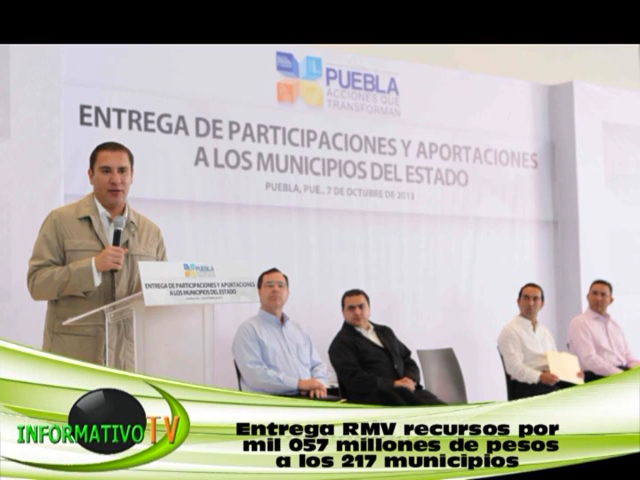 PUEBLA
ACCIONES QUE
TRANSFORMAN
ENTREGA DE PARTICIPACIONES Y APORTACIONES
A LOS MUNICIPIOS DEL ESTADO
PUEBLA, PUE., 7 DE OCTUBRE DE 2013
PUEBLA
ENTREGA DE PARTICIPACIONES Y APORTACIONES
A LOS MUNICIPIOS DEL ESTADO
INFORMATIVO TV
Entrega RMV recursos por
mil 057 millones de pesos
a los 217 municipios